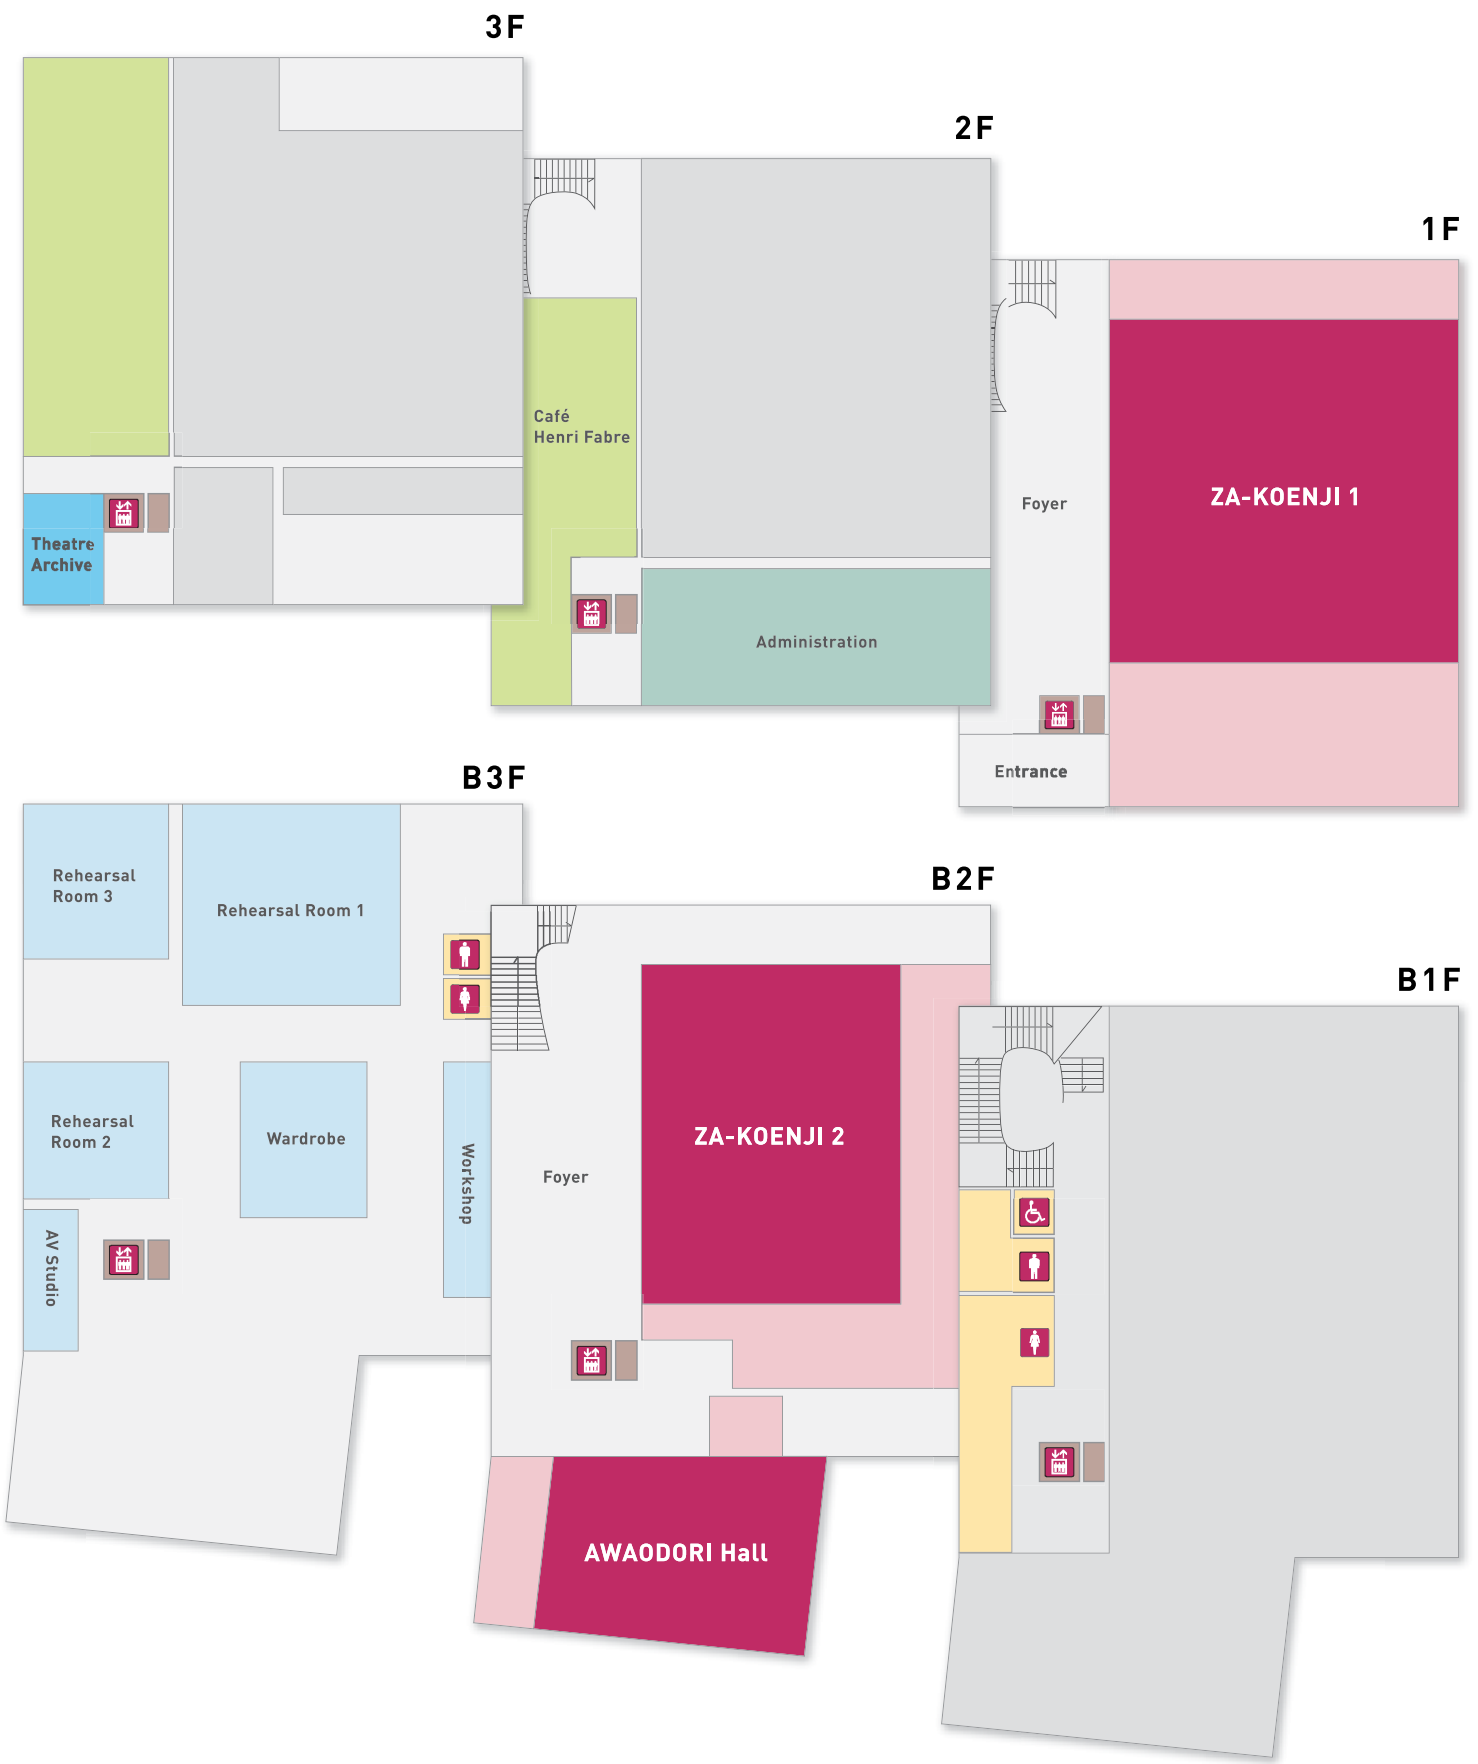 3F
2F
1F
Café
Henri Fabre
ZA-KOENJI 1
Foyer
Theatre
Archive
Administration
Entrance
B3F
B2F
B1F
Rehearsal
Room 3
Rehearsal Room 1
Rehearsal
Room 2
Wardrobe
Workshop
AV Studio
ZA-KOENJI 2
Foyer
AWAODORI Hall